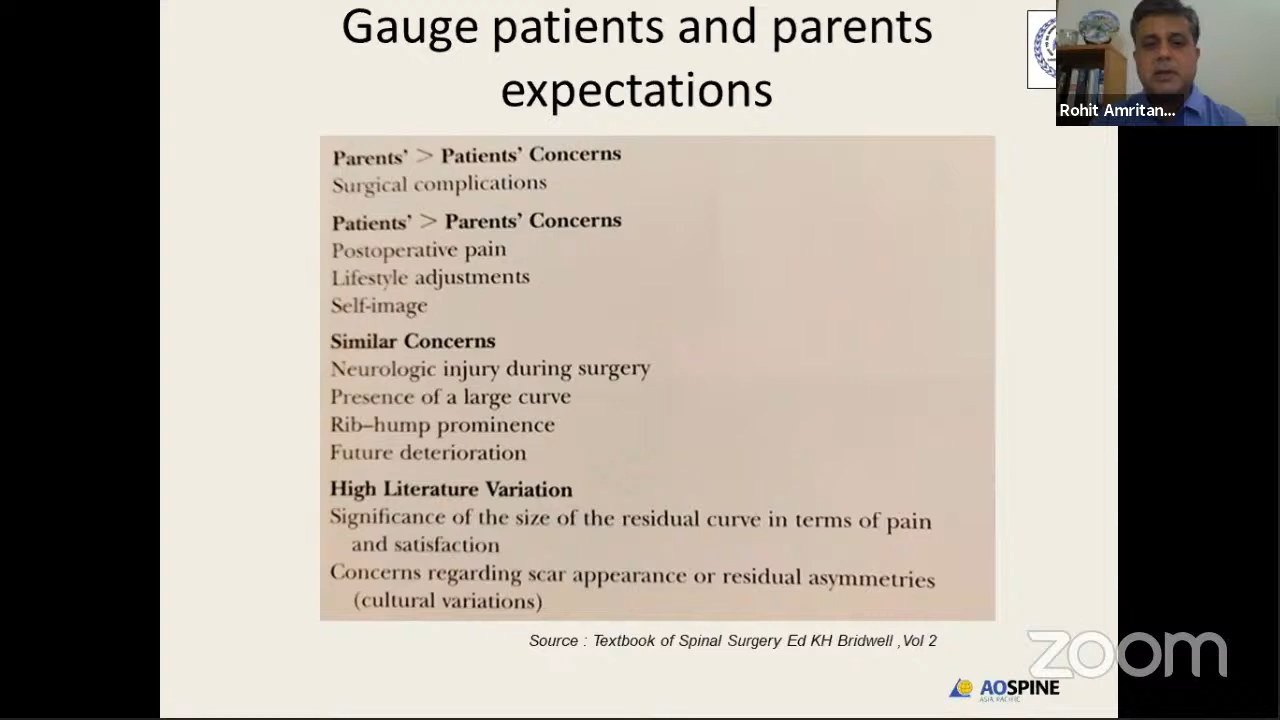 Gauge patients and parents
expectations
Rohit Amritan...
Parents' > Patients' Concerns
Surgical complications
Patients' > Parents' Concerns
Postoperative pain
Lifestyle adjustments
Self-image
Similar Concerns
Neurologic injury during surgery
Presence of a large curve
Rib–hump prominence
Future deterioration
High Literature Variation
Significance of the size of the residual curve in terms of pain
and satisfaction
Concerns regarding scar appearance or residual asymmetries
(cultural variations)
Source : Textbook of Spinal Surgery Ed KH Bridwell ,Vol 2
zoom
AOSPINE
ASIA PACIFIC